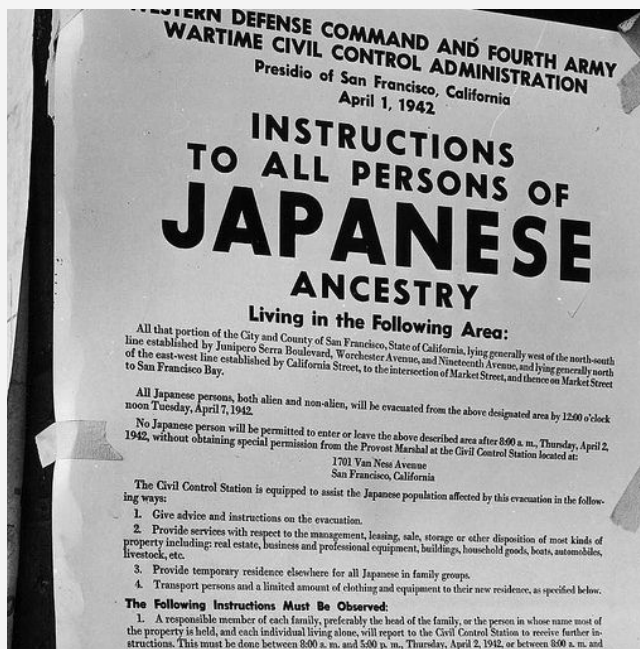 WESTERN DEFENSE COMMAND AND FOURTH ARMY
WARTIME CIVIL CONTROL ADMINISTRATION
Presidio of San Francisco, California
April 1, 1942
INSTRUCTIONS
TO ALL PERSONS OF
JAPANESE
ANCESTRY
Living in the Following Area:
All that portion of the City and County of San Francisco, State of California, lying generally west of the north-south
line established by Junipero Serra Boulevard, Worchester Avenue, and Nineteenth Avenue, and lying generally north
of the east-west line established by California Street, to the intersection of Market Street, and thence on Market Street
to San Francisco Bay.
All Japanese persons, both alien and non-alien, will be evacuated from the above designated area by 12:00 o'clock
noon Tuesday, April 7, 1942.
No Japanese person will be permitted to enter or leave the above described area after 8:00 a. m., Thursday, April 2,
1942, without obtaining special permission from the Provost Marshal at the Civil Control Station located at:
1701 Van Ness Avenue
San Francisco, California
The Civil Control Station is equipped to assist the Japanese population affected by this evacuation in the follow-
ing ways:
1. Give advice and instructions on the evacuation.
2. Provide services with respect to the management, leasing, sale, storage or other disposition of most kinds of
property including: real estate, business and professional equipment, buildings, household goods, boats, automobiles,
livestock, etc.
3. Provide temporary residence elsewhere for all Japanese in family groups.
4. Transport persons and a limited amount of clothing and equipment to their new residence, as specified below.
The Following Instructions Must Be Observed:
1. A responsible member of each family, preferably the head of the family, or the person in whose name most of
the property is held, and each individual living alone, will report to the Civil Control Station to receive further in-
structions. This must be done between 8:00 a. m. and 5:00 p. m., Thursday, April 2, 1942, or between 8:00 a. m. and